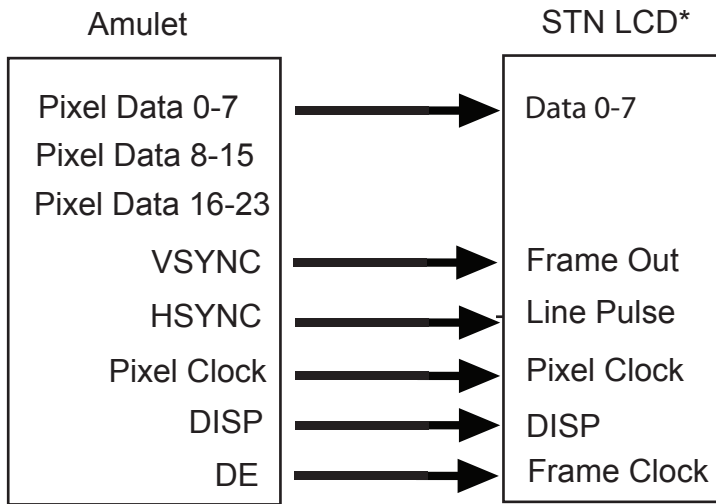 Amulet
STN LCD*
Pixel Data 0-7
Data 0-7
Pixel Data 8-15
Pixel Data 16-23
VSYNC
Frame Out
HSYNC
Line Pulse
Pixel Clock
Pixel Clock
DISP
DISP
DE
Frame Clock